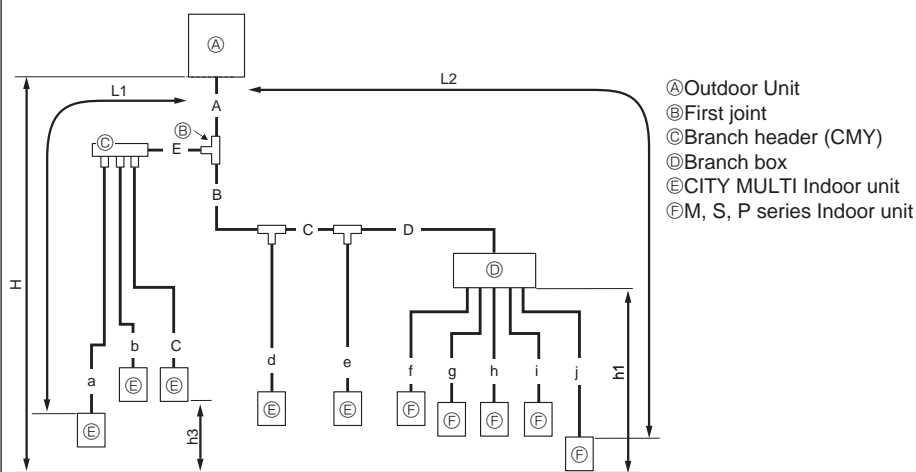 Ⓐ
L1
L2
A
Ⓑ
Ⓒ
E
B
C
D
Ⓓ
H
a
b
C
d
e
f
g
h
i
j
h1
h3
Ⓔ
Ⓔ
Ⓔ
Ⓔ
Ⓔ
Ⓕ
Ⓕ
Ⓕ
Ⓕ
Ⓕ
ⒶOutdoor Unit
ⒷFirst joint
ⒸBranch header (CMY)
ⒹBranch box
ⒺCITY MULTI Indoor unit
ⒻM, S, P series Indoor unit